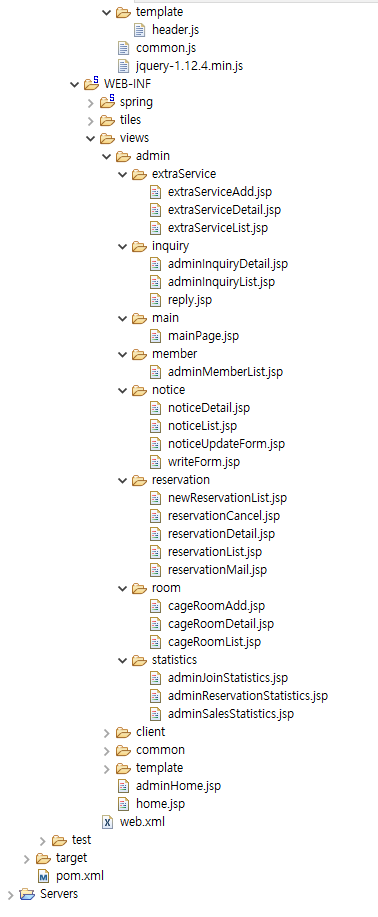 template
header.js
common.js
jquery-1.12.4.min.js
WEB-INF
spring
tiles
views
admin
extraService
extraServiceAdd.jsp
extraServiceDetail.jsp
extraServiceList.jsp
inquiry
adminInquiryDetail.jsp
adminInquiryList.jsp
reply.jsp
main
mainPage.jsp
member
adminMemberList.jsp
notice
noticeDetail.jsp
noticeList.jsp
noticeUpdateForm.jsp
writeForm.jsp
reservation
newReservationList.jsp
reservationCancel.jsp
reservationDetail.jsp
reservationList.jsp
reservationMail.jsp
room
cageRoomAdd.jsp
cageRoomDetail.jsp
cageRoomList.jsp
statistics
adminJoinStatistics.jsp
adminReservationStatistics.jsp
adminSalesStatistics.jsp
client
common
template
adminHome.jsp
home.jsp
web.xml
test
target
pom.xml
Servers